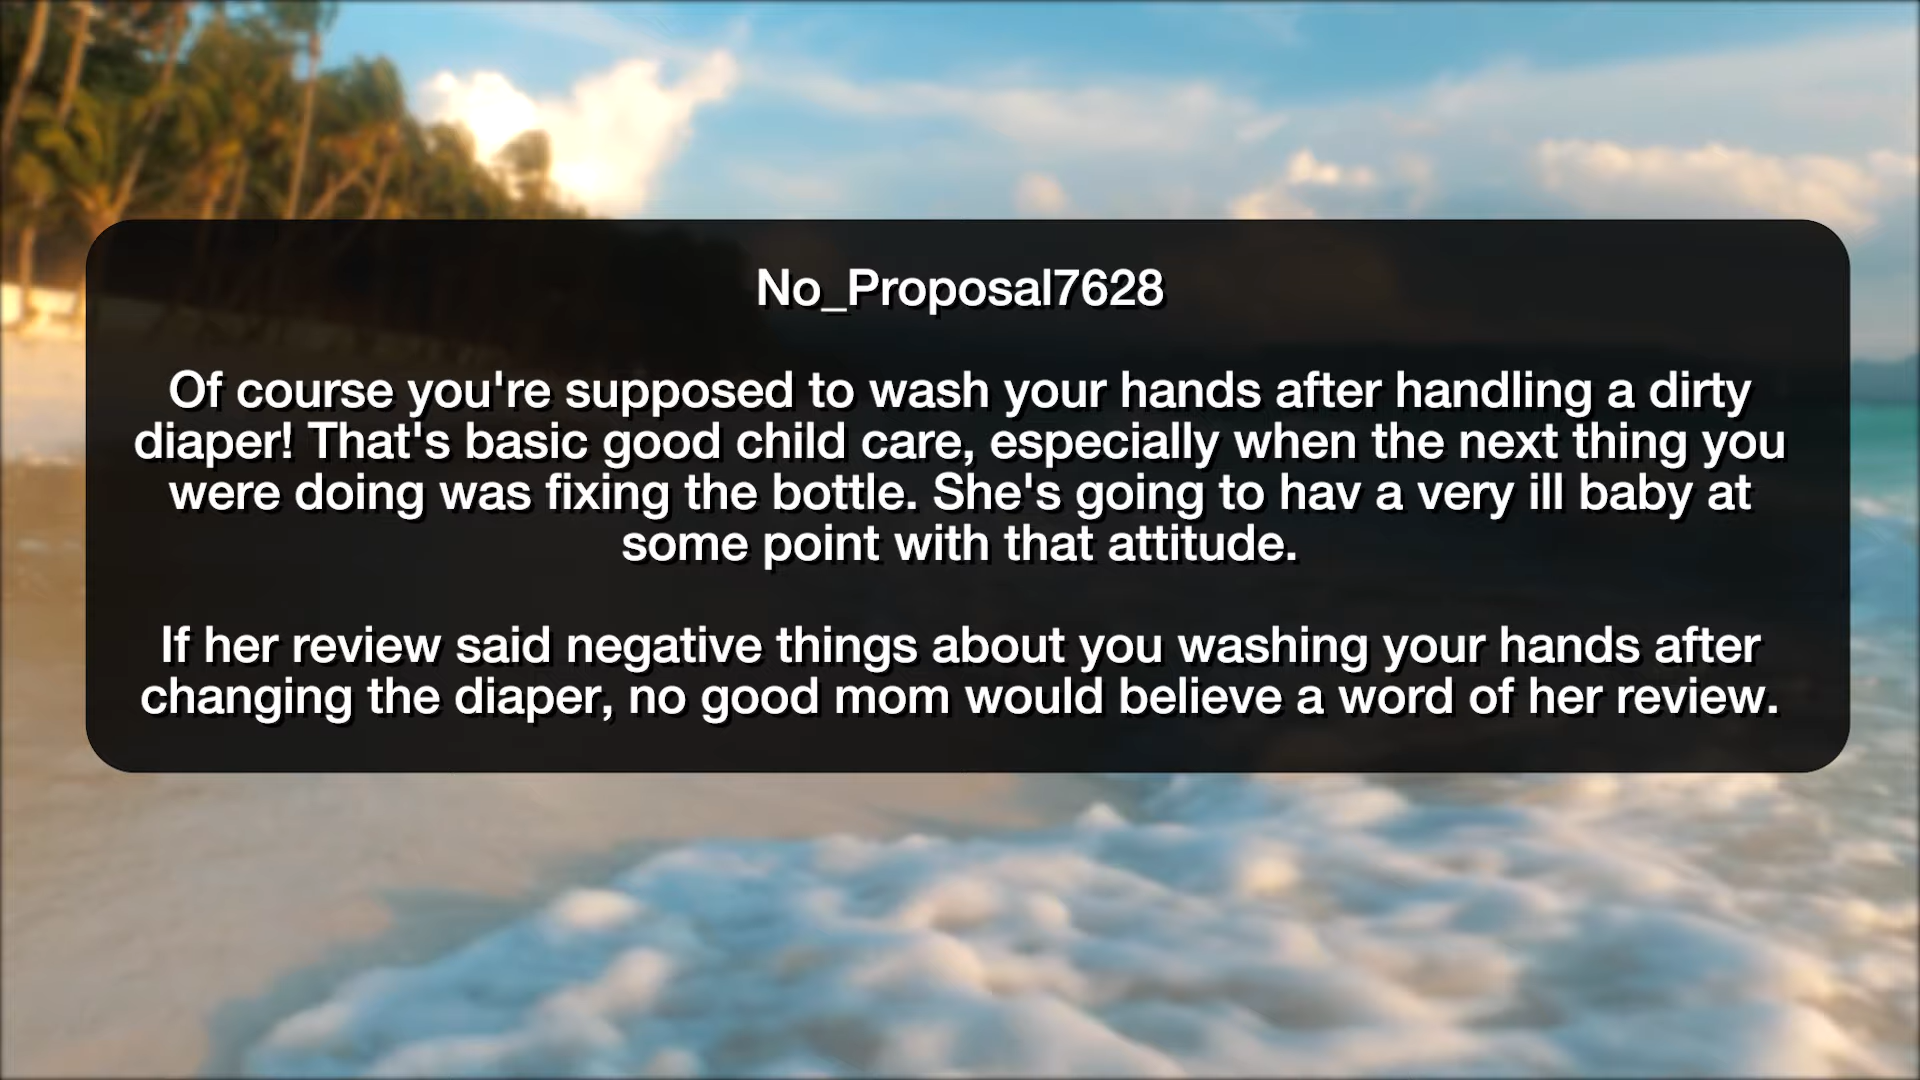 No_Proposal7628
Of course you're supposed to wash your hands after handling a dirty
diaper! That's basic good child care, especially when the next thing you
were doing was fixing the bottle. She's going to hav a very ill baby at
some point with that attitude.
If her review said negative things about you washing your hands after
changing the diaper, no good mom would believe a word of her review.